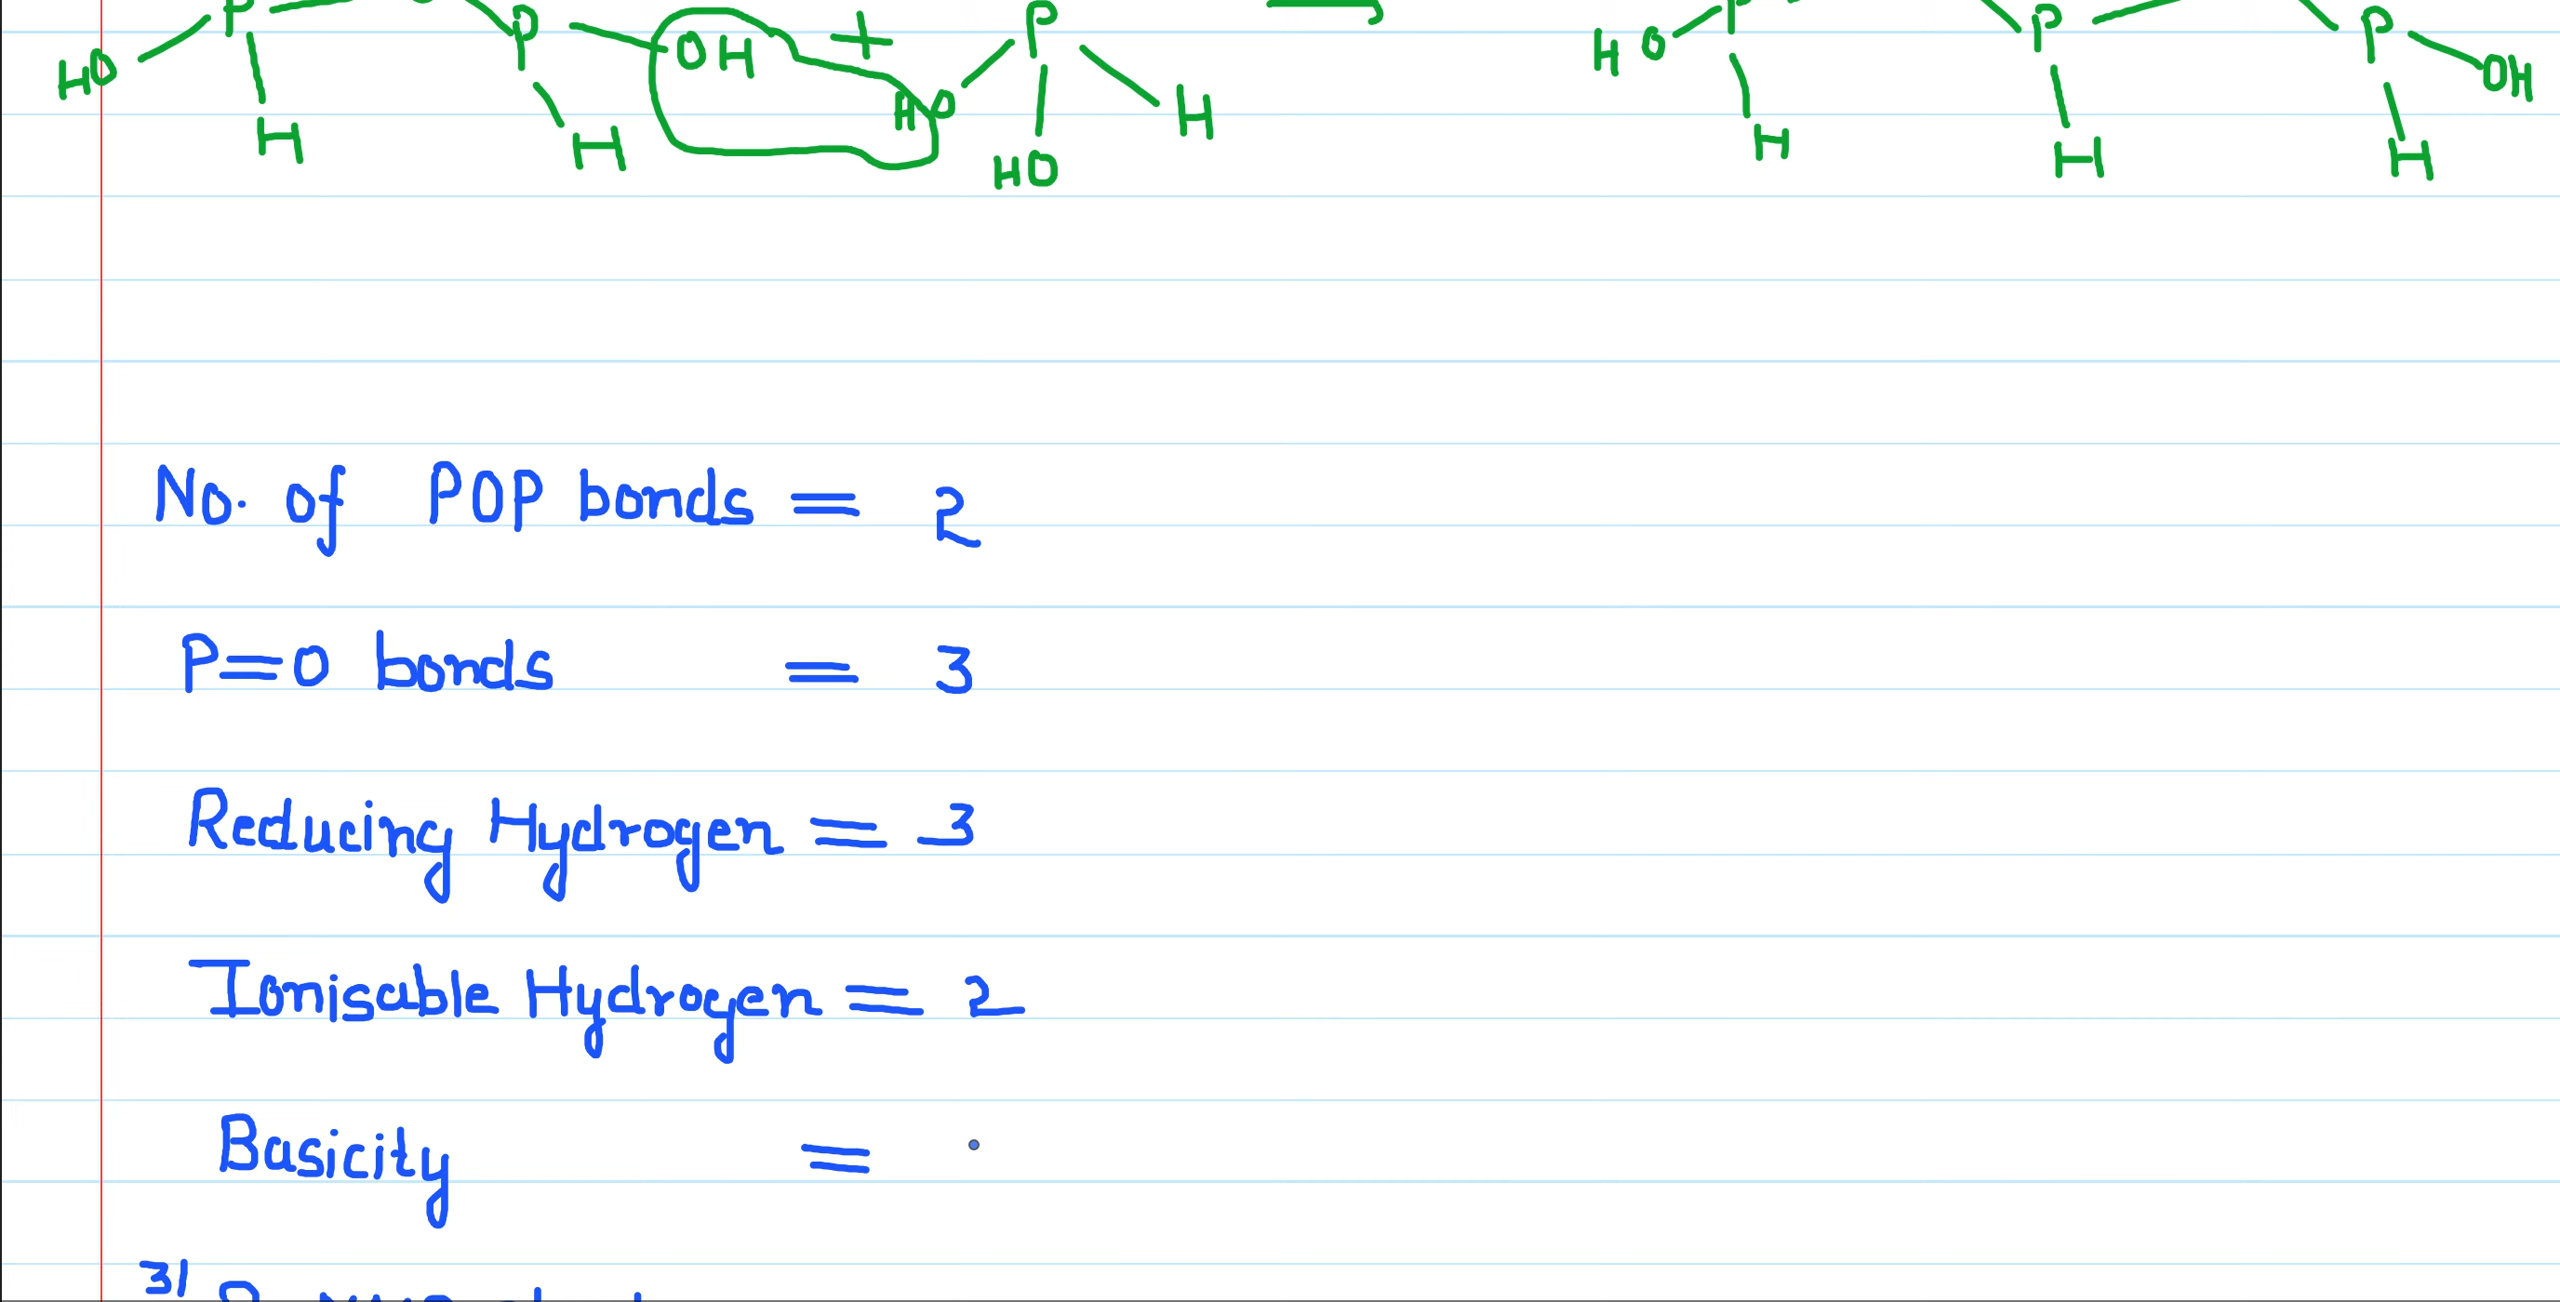 P P OH + P H O P P P OH
HO H H HO HO H H H H
No. of POP bonds = 2
P=O bonds = 3
Reducing Hydrogen = 3
Ionisable Hydrogen = 2
Basicity =
31